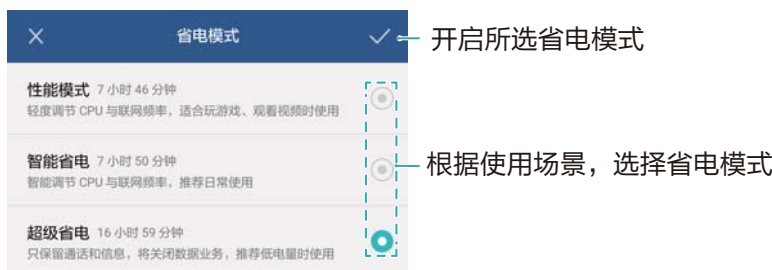 省电模式
开启所选省电模式
性能模式 7 小时 46 分钟
轻度调节 CPU 与联网频率，适合玩游戏、观看视频时使用
智能省电 7 小时 50 分钟
智能调节 CPU 与联网频率，推荐日常使用
根据使用场景，选择省电模式
超级省电 16 小时 59 分钟
只保留通话和信息，将关闭数据业务，推荐低电量时使用